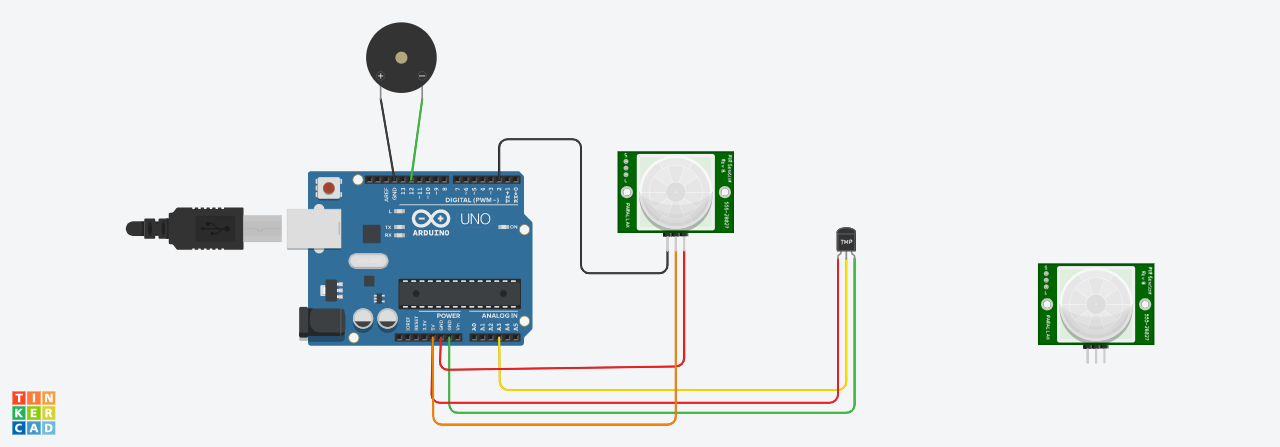 AREF
GND
13
12
~11
~10
~9
8
7
~6
~5
4
~3
2
TX→1
RX←0
DIGITAL (PWM~)
L
TX
RX
UNO
ARDUINO
ON
POWER
ANALOG IN
IOREF
RESET
3.3V
5V
GND
GND
Vin
A0
A1
A2
A3
A4
A5
PIR Sensor
Rev B
555-28027
PARALLAX
TMP
PIR Sensor
Rev B
555-28027
PARALLAX
TIN
KER
CAD